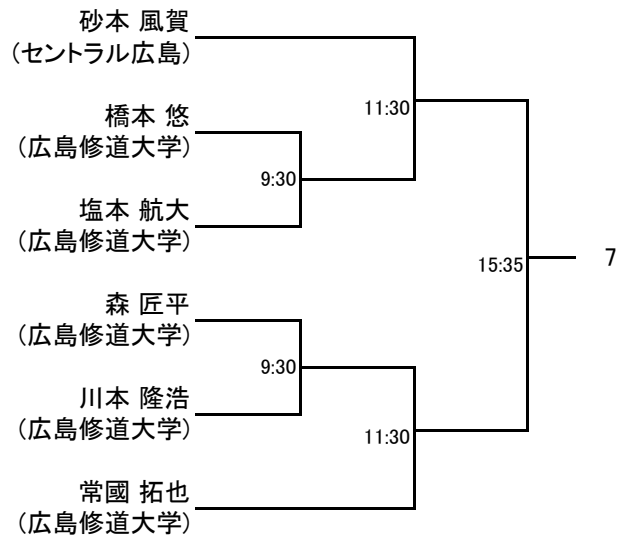 砂本 風賀
(セントラル広島)
11:30
橋本 悠
(広島修道大学)
9:30
塩本 航大
(広島修道大学)
15:35
7
森 匠平
(広島修道大学)
9:30
川本 隆浩
(広島修道大学)
11:30
常國 拓也
(広島修道大学)